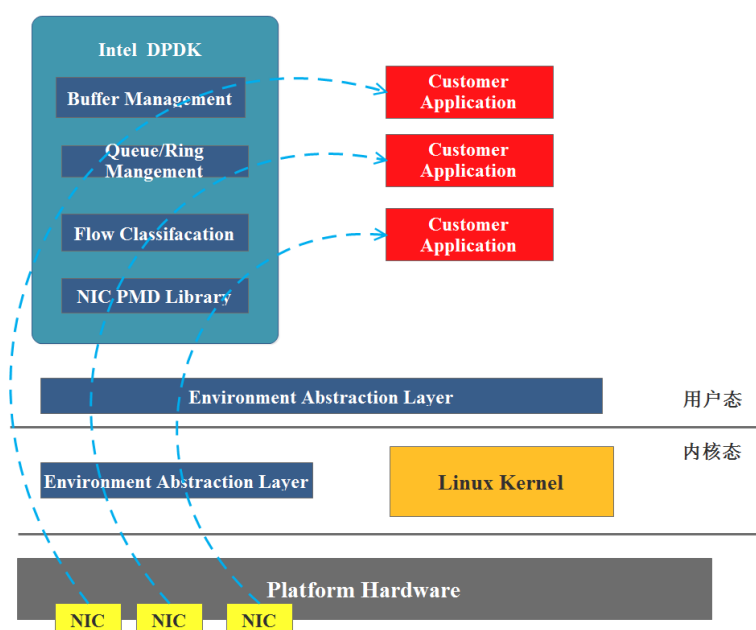 Intel DPDK
Buffer Management
Queue/Ring
Mangement
Flow Classifacation
NIC PMD Library
Customer
Application
Customer
Application
Customer
Application
Environment Abstraction Layer
用户态
内核态
Environment Abstraction Layer
Linux Kernel
Platform Hardware
NIC
NIC
NIC